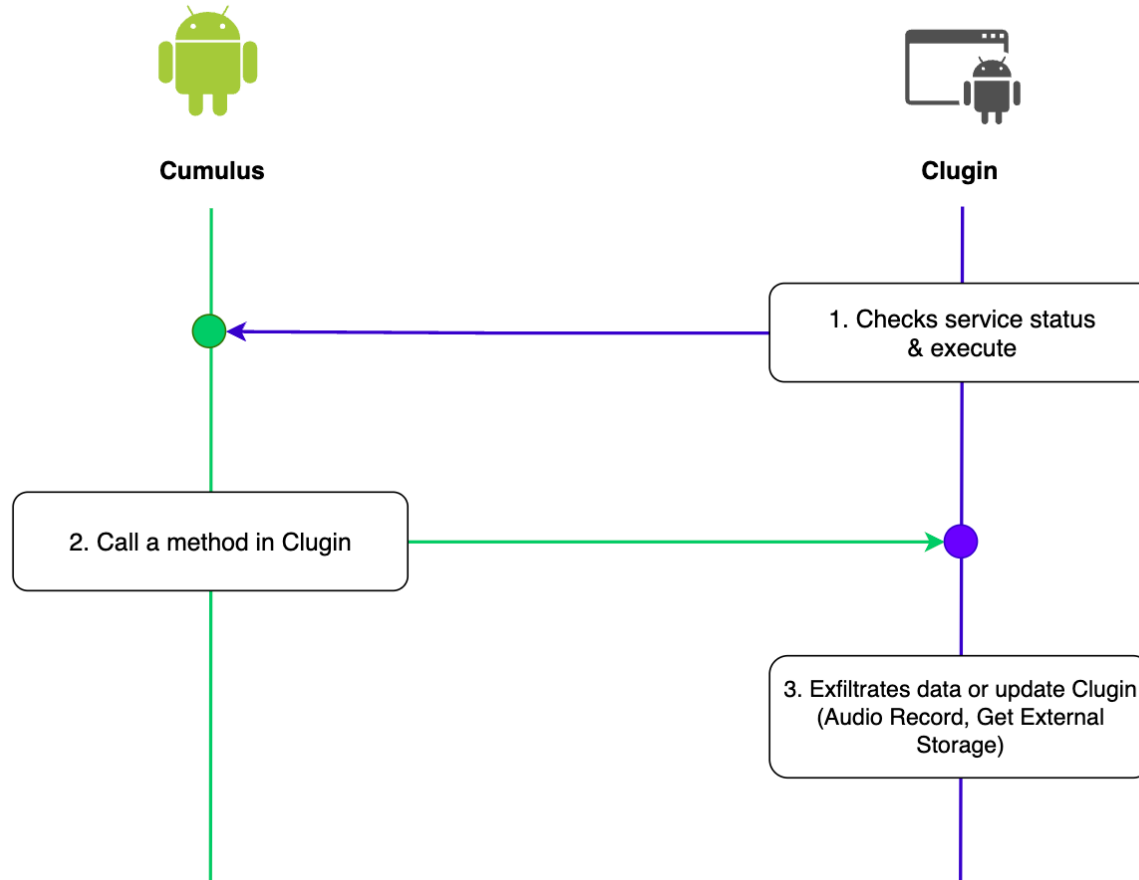 Cumulus
Clugin
1. Checks service status
& execute
2. Call a method in Clugin
3. Exfiltrates data or update Clugin
(Audio Record, Get External
Storage)